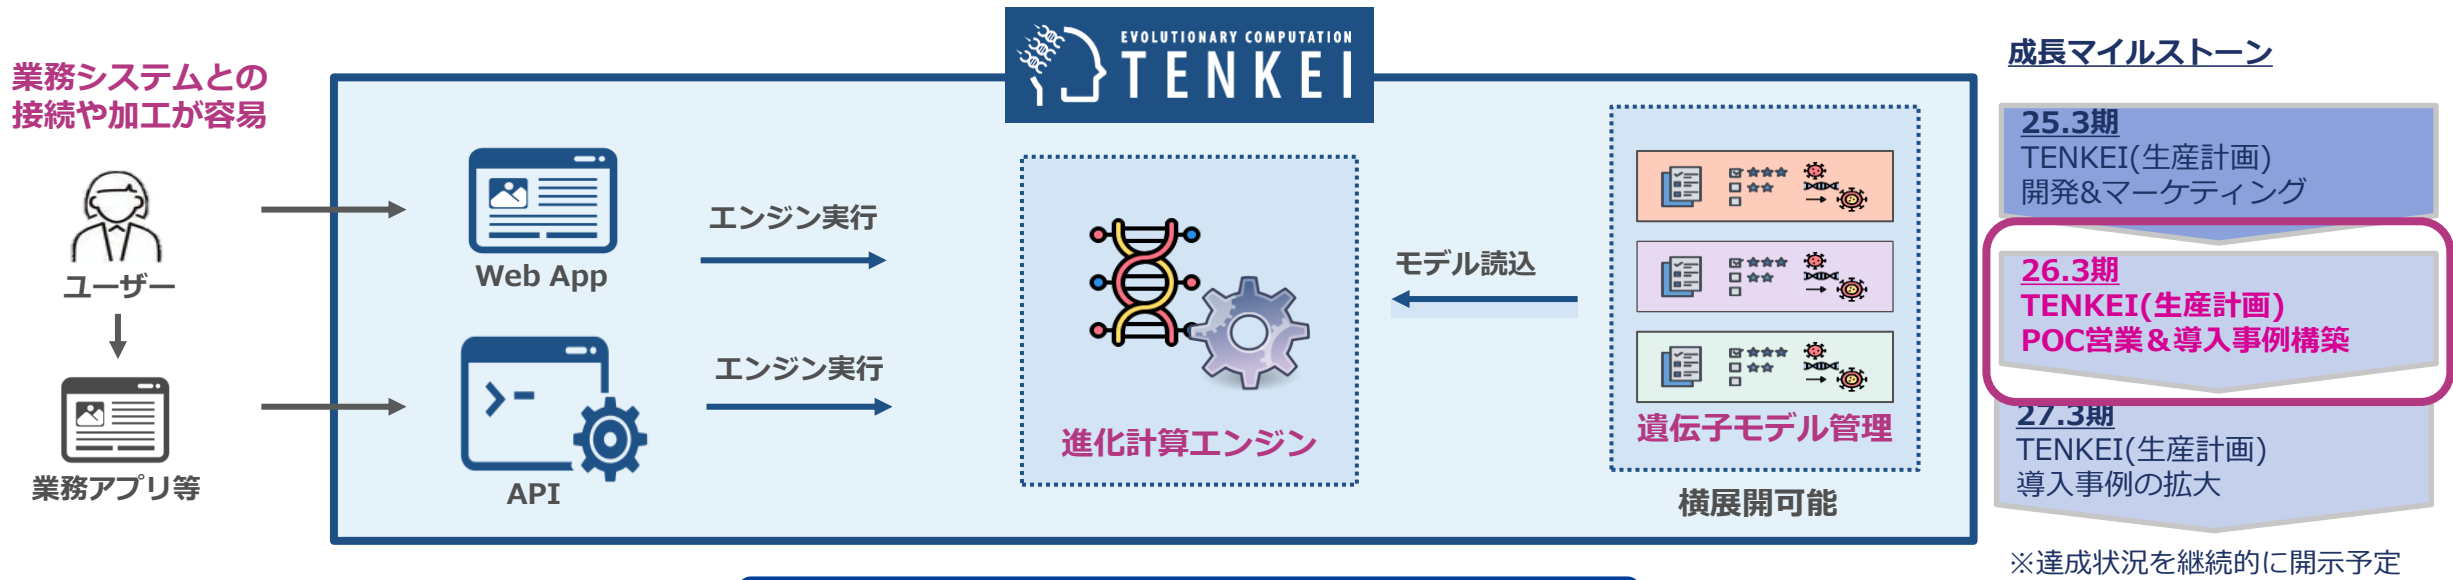 EVOLUTIONARY COMPUTATION
TENKEI
業務システムとの
接続や加工が容易
ユーザー
業務アプリ等
Web App
API
エンジン実行
エンジン実行
進化計算エンジン
モデル読込
遺伝子モデル管理
横展開可能
成長マイルストーン
25.3期
TENKEI(生産計画)
開発&マーケティング
26.3期
TENKEI(生産計画)
POC営業＆導入事例構築
27.3期
TENKEI(生産計画)
導入事例の拡大
※達成状況を継続的に開示予定